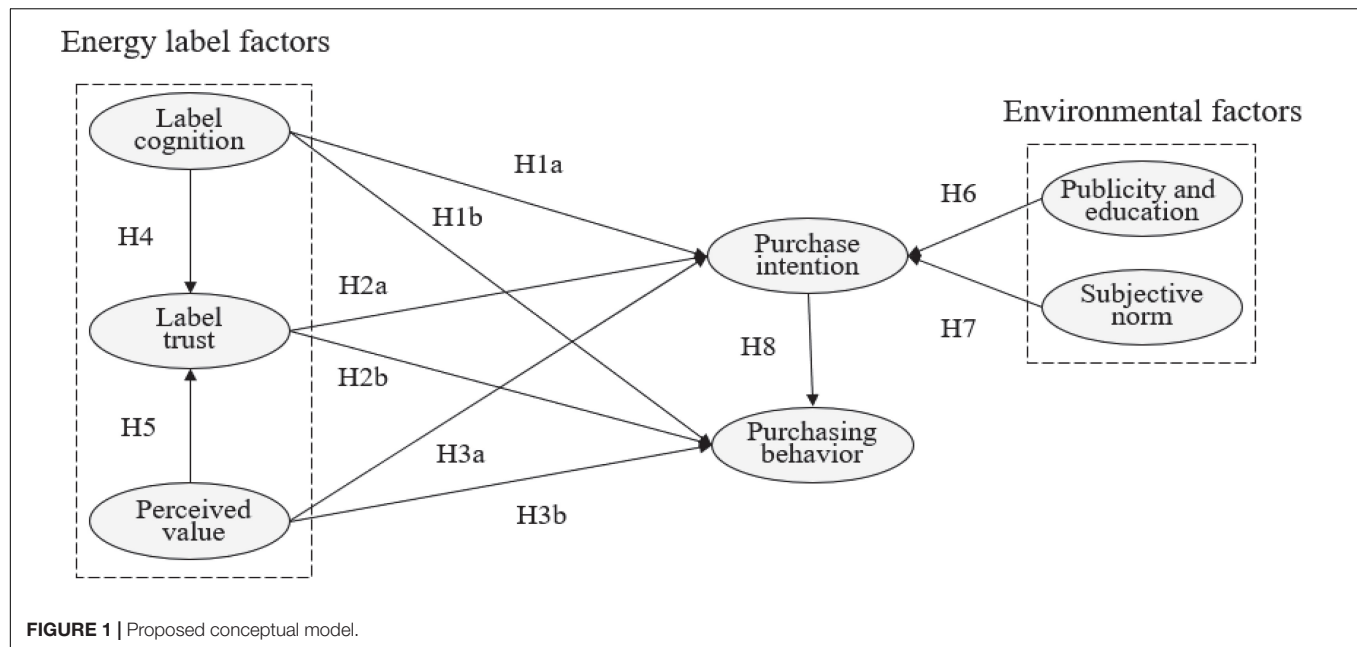 Energy label factors
Label
cognition
H4
Label
trust
H5
Perceived
value
H1a
H1b
H2a
H2b
H3a
H3b
Purchase
intention
H8
Purchasing
behavior
Environmental factors
H6
Publicity and
education
H7
Subjective
norm
FIGURE 1 | Proposed conceptual model.